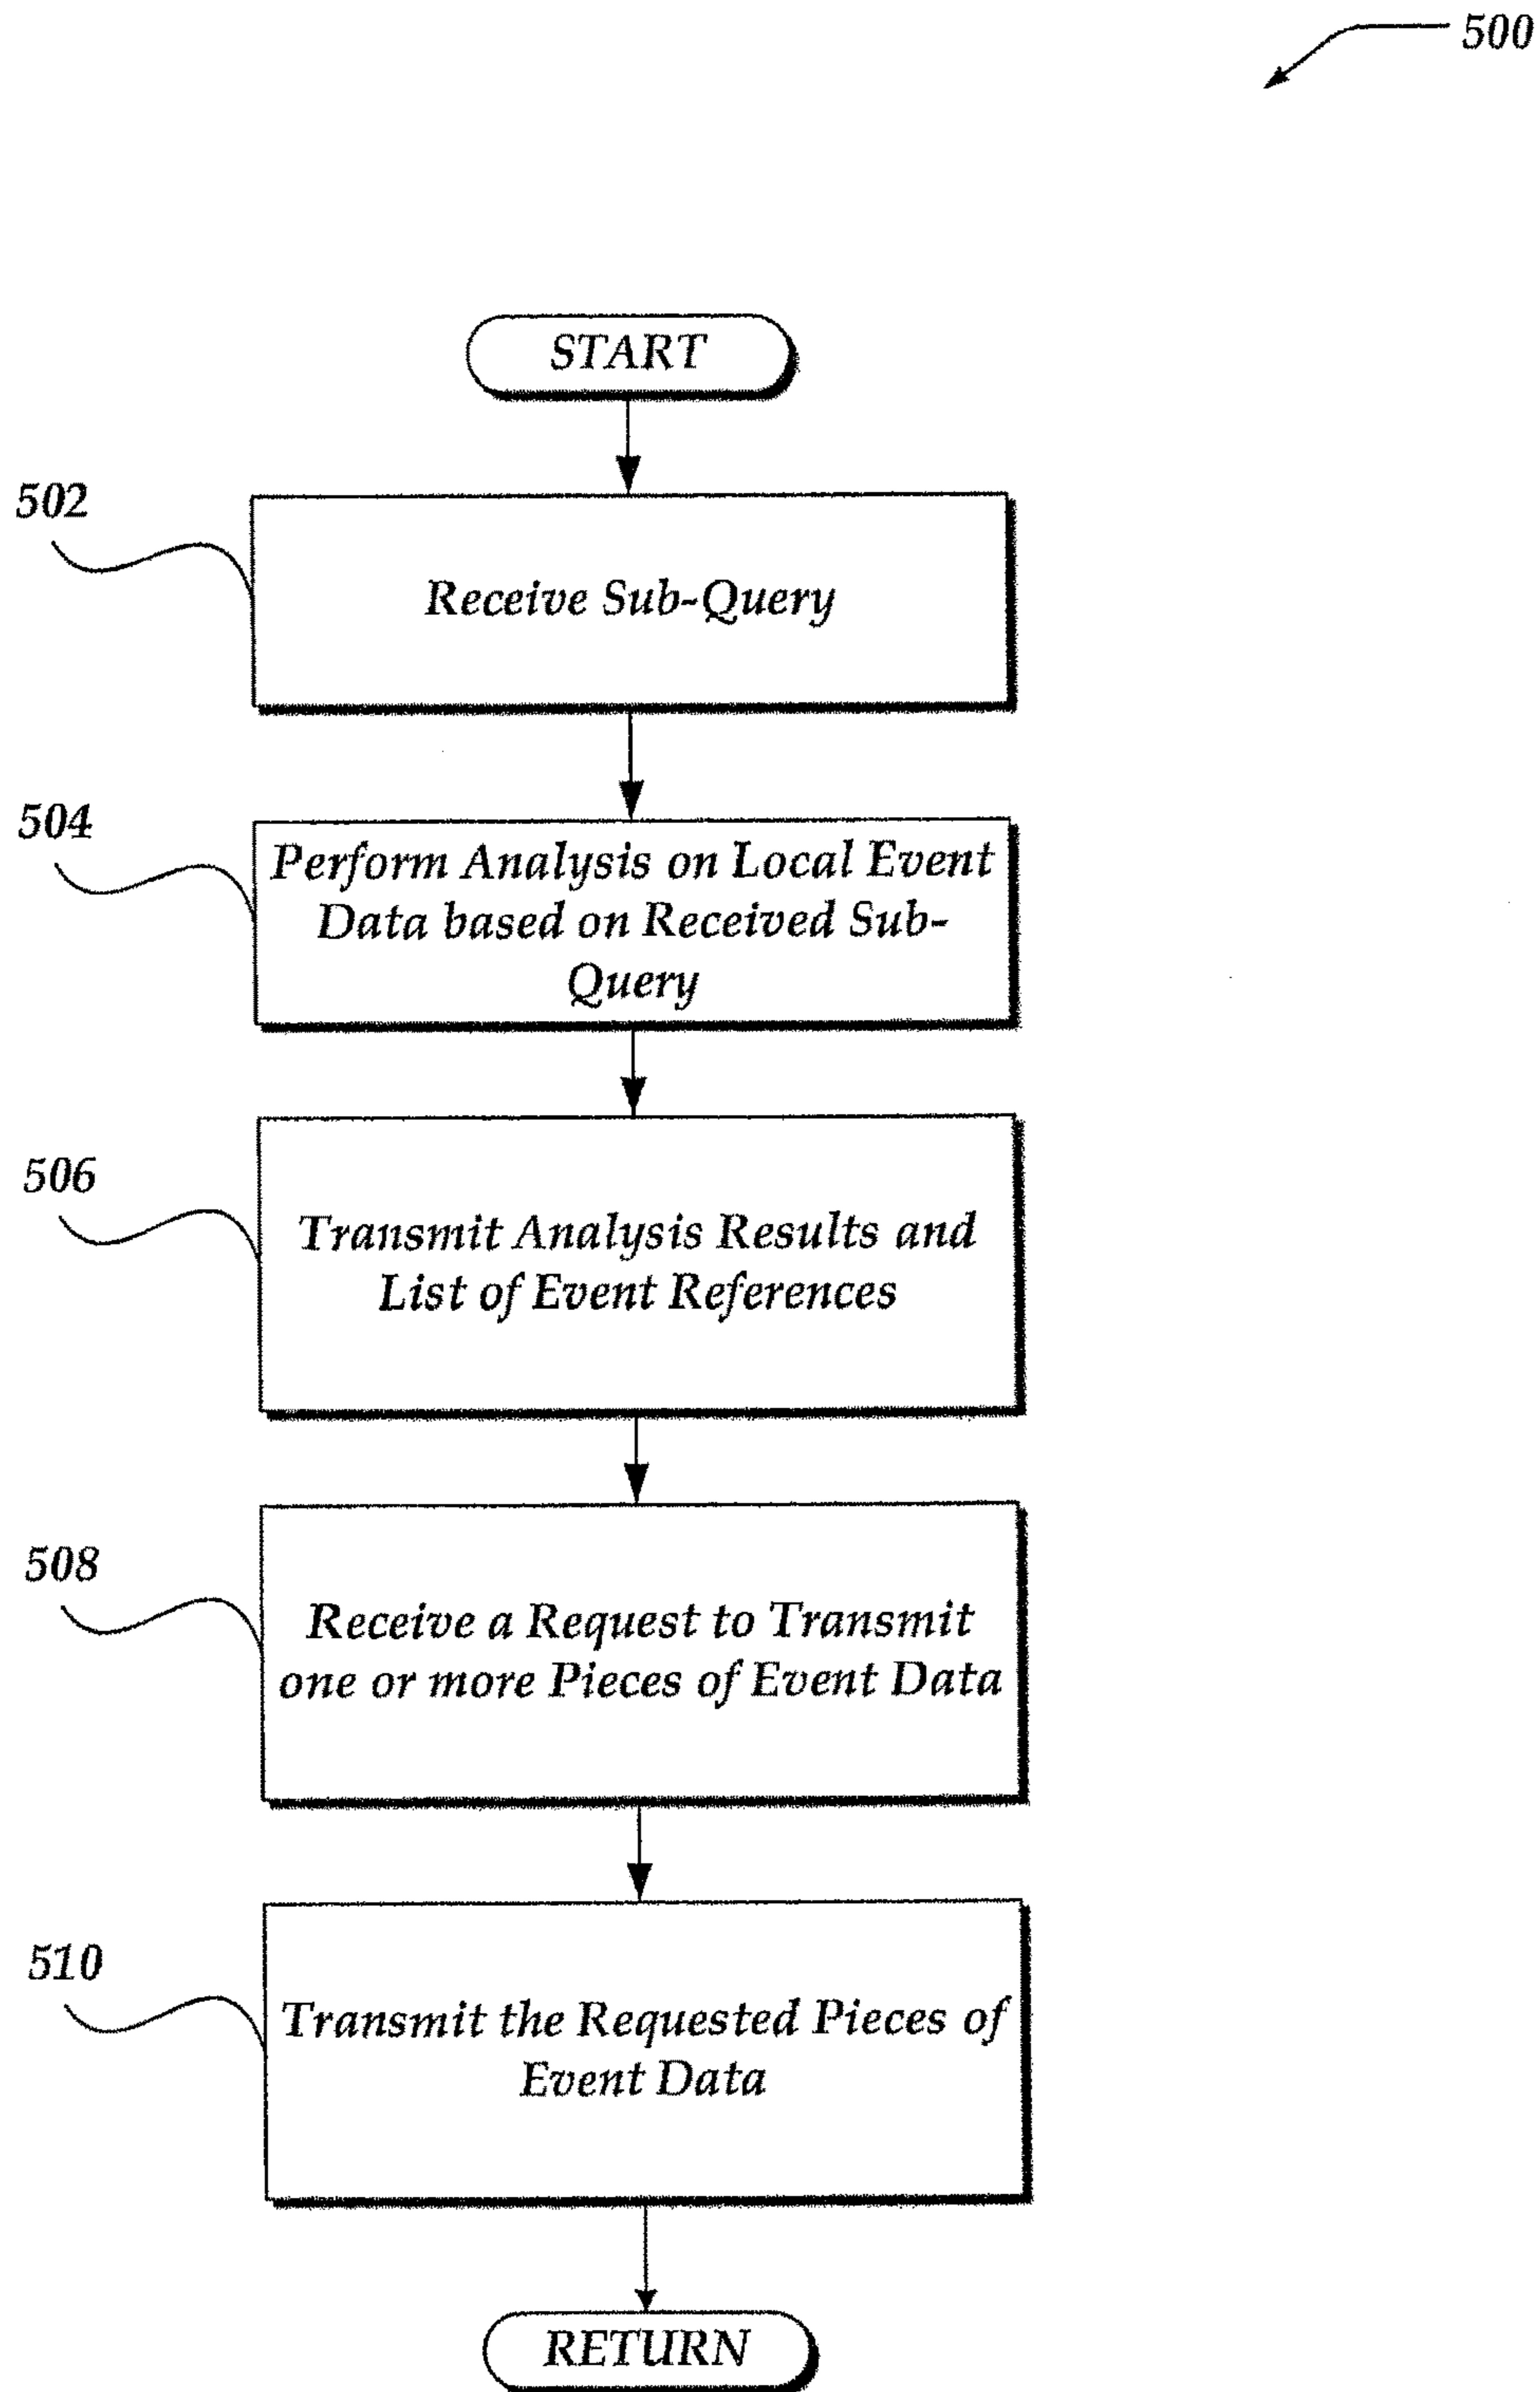 500
START
502
Receive Sub-Query
504
Perform Analysis on Local Event
Data based on Received Sub-
Query
506
Transmit Analysis Results and
List of Event References
508
Receive a Request to Transmit
one or more Pieces of Event Data
510
Transmit the Requested Pieces of
Event Data
RETURN